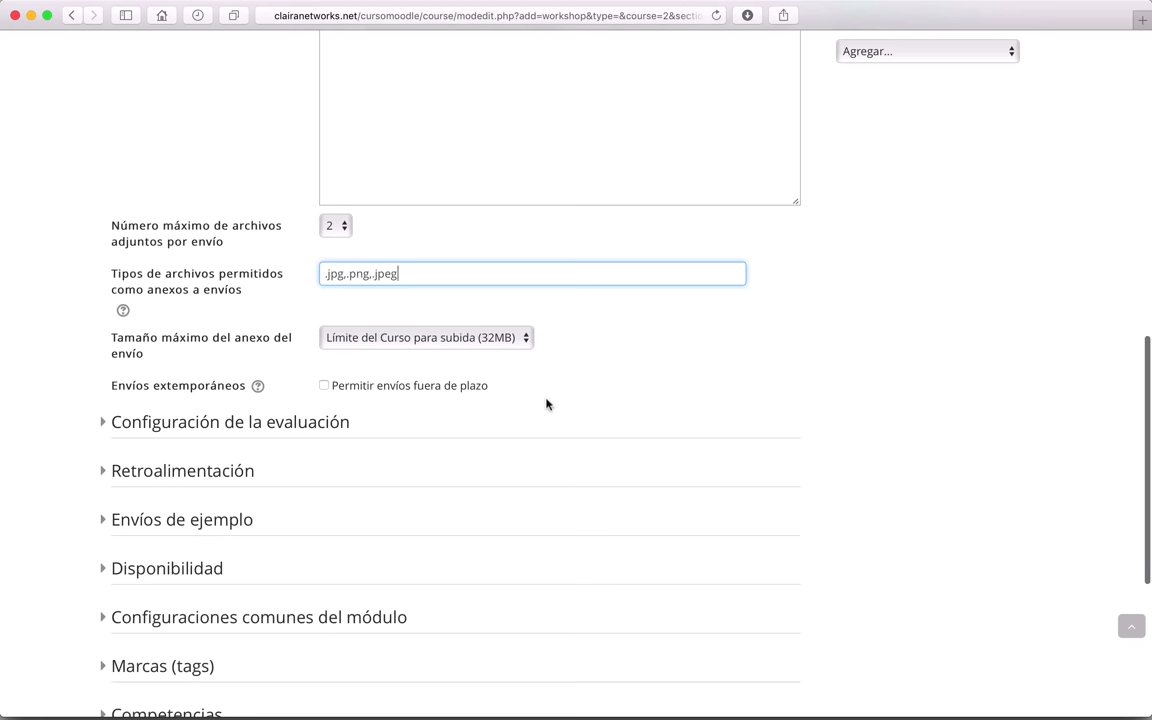 clairanetworks.net/cursomoodle/course/modedit.php?add=workshop&type=&course=2&secti
Agregar...
Número máximo de archivos
adjuntos por envío
2
Tipos de archivos permitidos
como anexos a envíos
.jpg,.png,.jpeg
Tamaño máximo del anexo del
envío
Límite del Curso para subida (32MB)
Envíos extemporáneos
Permitir envíos fuera de plazo
Configuración de la evaluación
Retroalimentación
Envíos de ejemplo
Disponibilidad
Configuraciones comunes del módulo
Marcas (tags)
Competencias